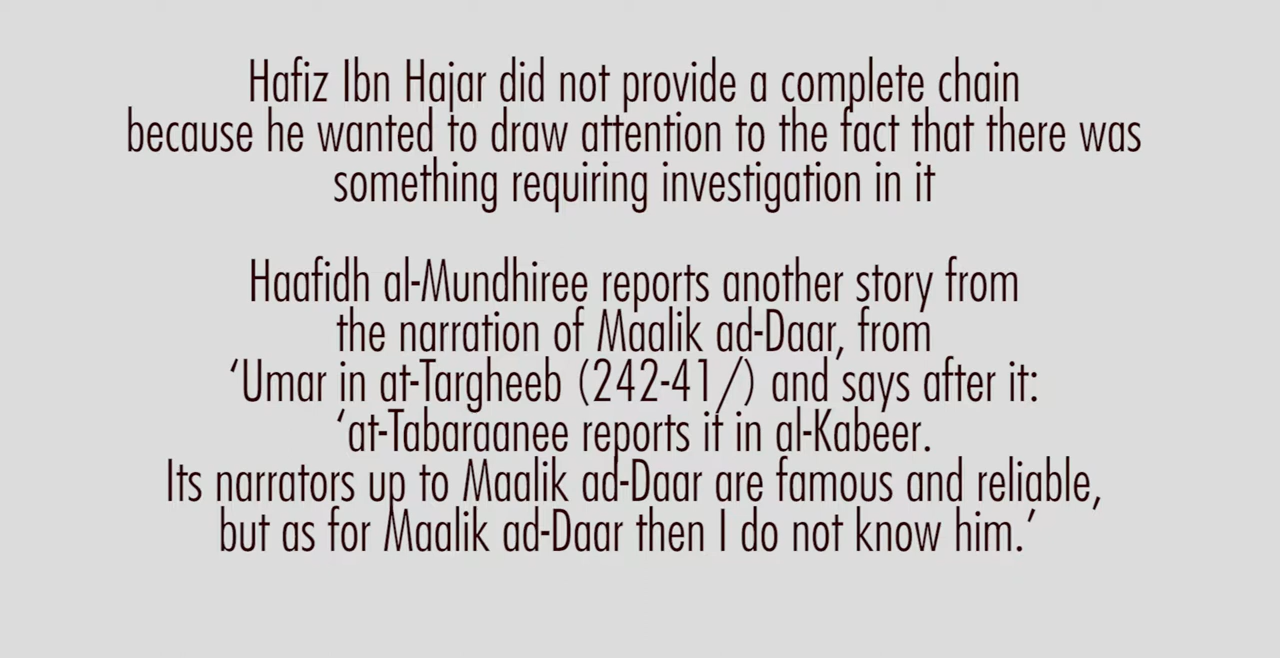 Hafiz Ibn Hajar did not provide a complete chain
because he wanted to draw attention to the fact that there was
something requiring investigation in it
Haafidh al-Mundhiree reports another story from
the narration of Maalik ad-Daar, from
‘Umar in at-Targheeb (242-41/) and says after it:
‘at-Tabaraanee reports it in al-Kabeer.
Its narrators up to Maalik ad-Daar are famous and reliable,
but as for Maalik ad-Daar then I do not know him.’